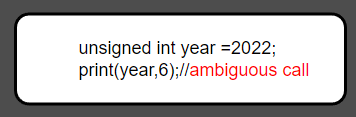 unsigned int year =2022;
print(year,6);//ambiguous call